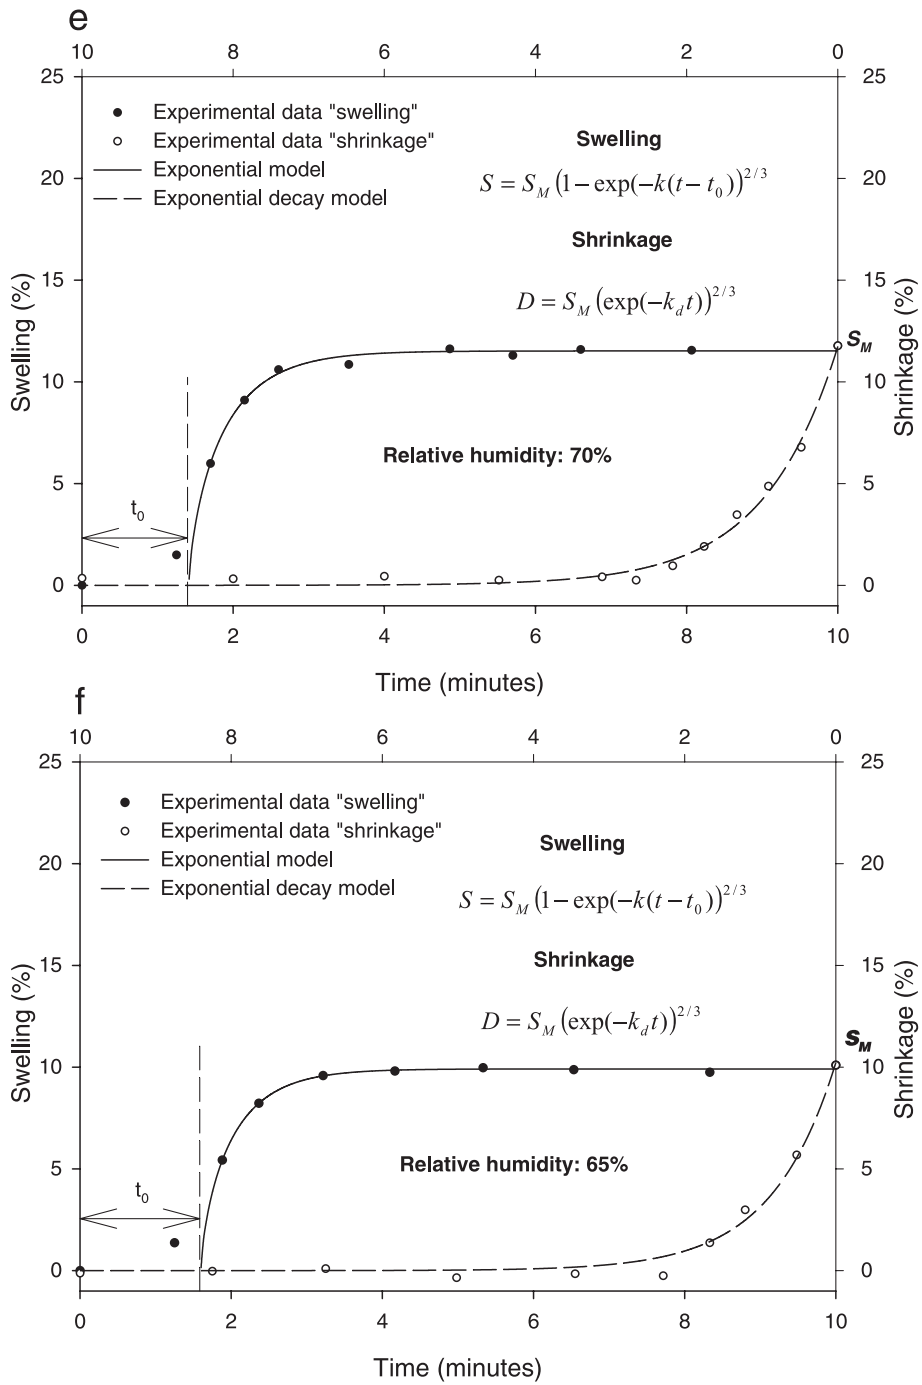 e
10 8 6 4 2 0
25 25
Experimental data "swelling"
Experimental data "shrinkage"
Exponential model
Exponential decay model
Swelling
S = S_M (1 − exp(−k(t − t_0))^{2/3}
Shrinkage
D = S_M (exp(−k_d t))^{2/3}
20 20
15 15
10 10
5 5
0 0
S_M
Relative humidity: 70%
t_0
Swelling (%)
Shrinkage (%)
0 2 4 6 8 10
Time (minutes)
f
10 8 6 4 2 0
25 25
Experimental data "swelling"
Experimental data "shrinkage"
Exponential model
Exponential decay model
Swelling
S = S_M (1 − exp(−k(t − t_0))^{2/3}
Shrinkage
D = S_M (exp(−k_d t))^{2/3}
20 20
15 15
10 10
5 5
0 0
S_M
Relative humidity: 65%
t_0
Swelling (%)
Shrinkage (%)
0 2 4 6 8 10
Time (minutes)